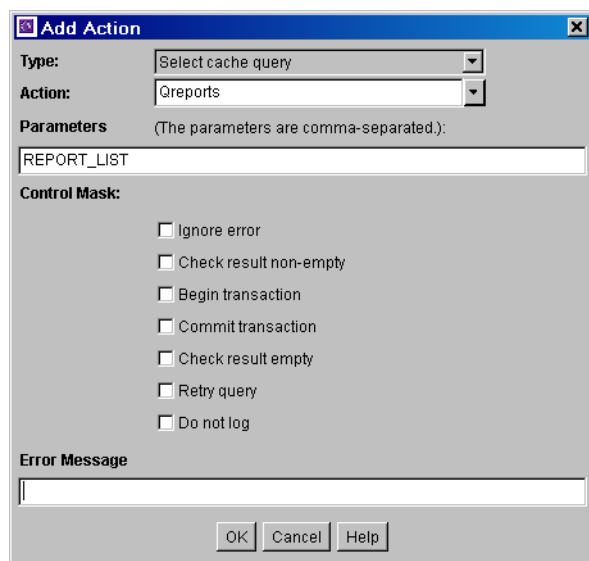 Add Action
Type: Select cache query
Action: Qreports
Parameters (The parameters are comma-separated.):
REPORT_LIST
Control Mask:
Ignore error
Check result non-empty
Begin transaction
Commit transaction
Check result empty
Retry query
Do not log
Error Message
OK Cancel Help